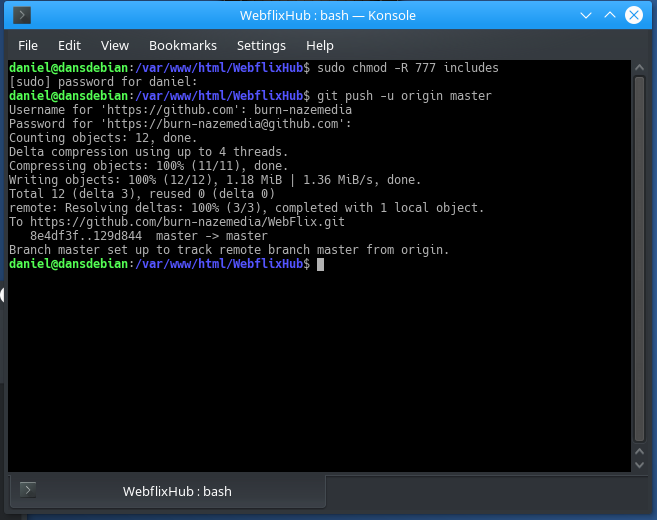 WebflixHub : bash — Konsole
File Edit View Bookmarks Settings Help
daniel@dansdebian:/var/www/html/WebflixHub$ sudo chmod -R 777 includes
[sudo] password for daniel:
daniel@dansdebian:/var/www/html/WebflixHub$ git push -u origin master
Username for 'https://github.com': burn-nazemedia
Password for 'https://burn-nazemedia@github.com':
Counting objects: 12, done.
Delta compression using up to 4 threads.
Compressing objects: 100% (11/11), done.
Writing objects: 100% (12/12), 1.18 MiB | 1.36 MiB/s, done.
Total 12 (delta 3), reused 0 (delta 0)
remote: Resolving deltas: 100% (3/3), completed with 1 local object.
To https://github.com/burn-nazemedia/WebFlix.git
   8e4df3f..129d844  master -> master
Branch master set up to track remote branch master from origin.
daniel@dansdebian:/var/www/html/WebflixHub$
WebflixHub : bash